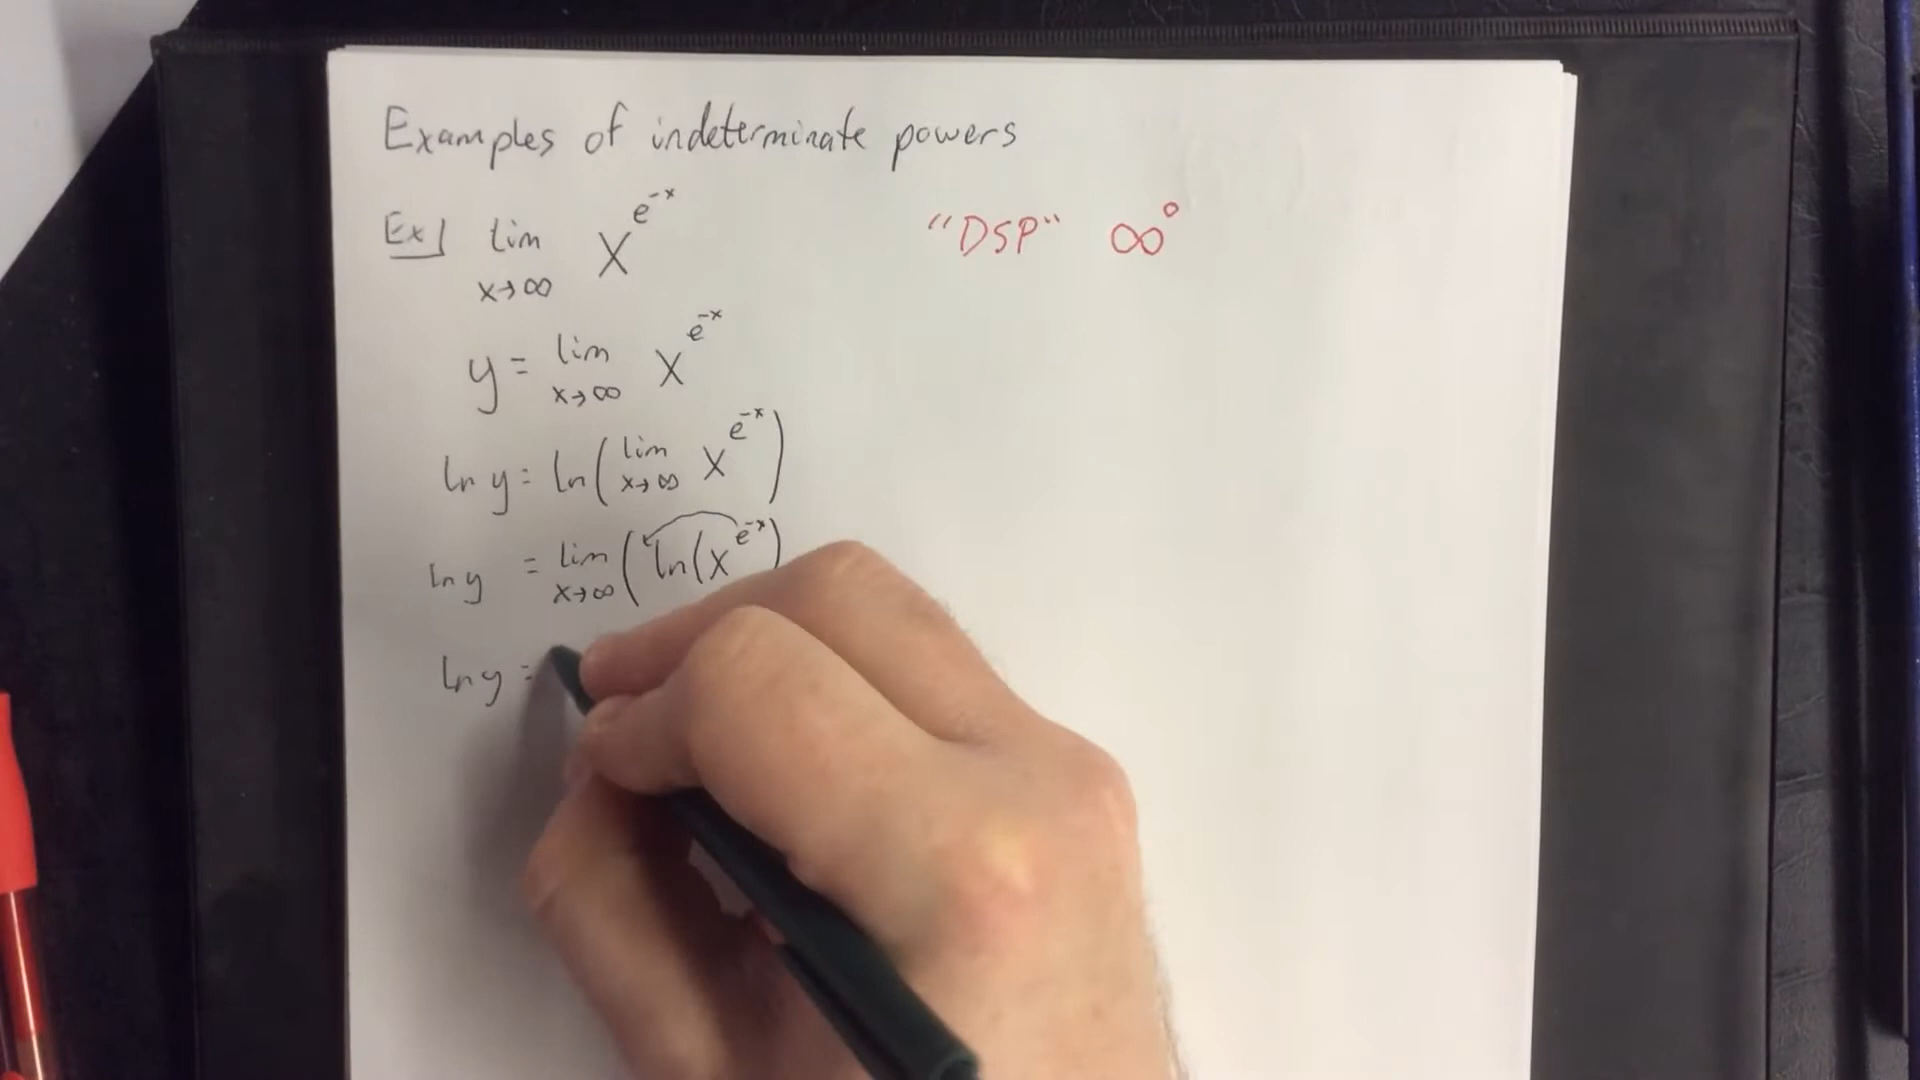 Examples of indeterminate powers
Ex] lim x→∞ x^{e^{-x}} "DSP" ∞^0
y = lim x→∞ x^{e^{-x}}
ln y = ln( lim x→∞ x^{e^{-x}} )
ln y = lim x→∞ ( ln(x^{e^{-x}})
ln y =